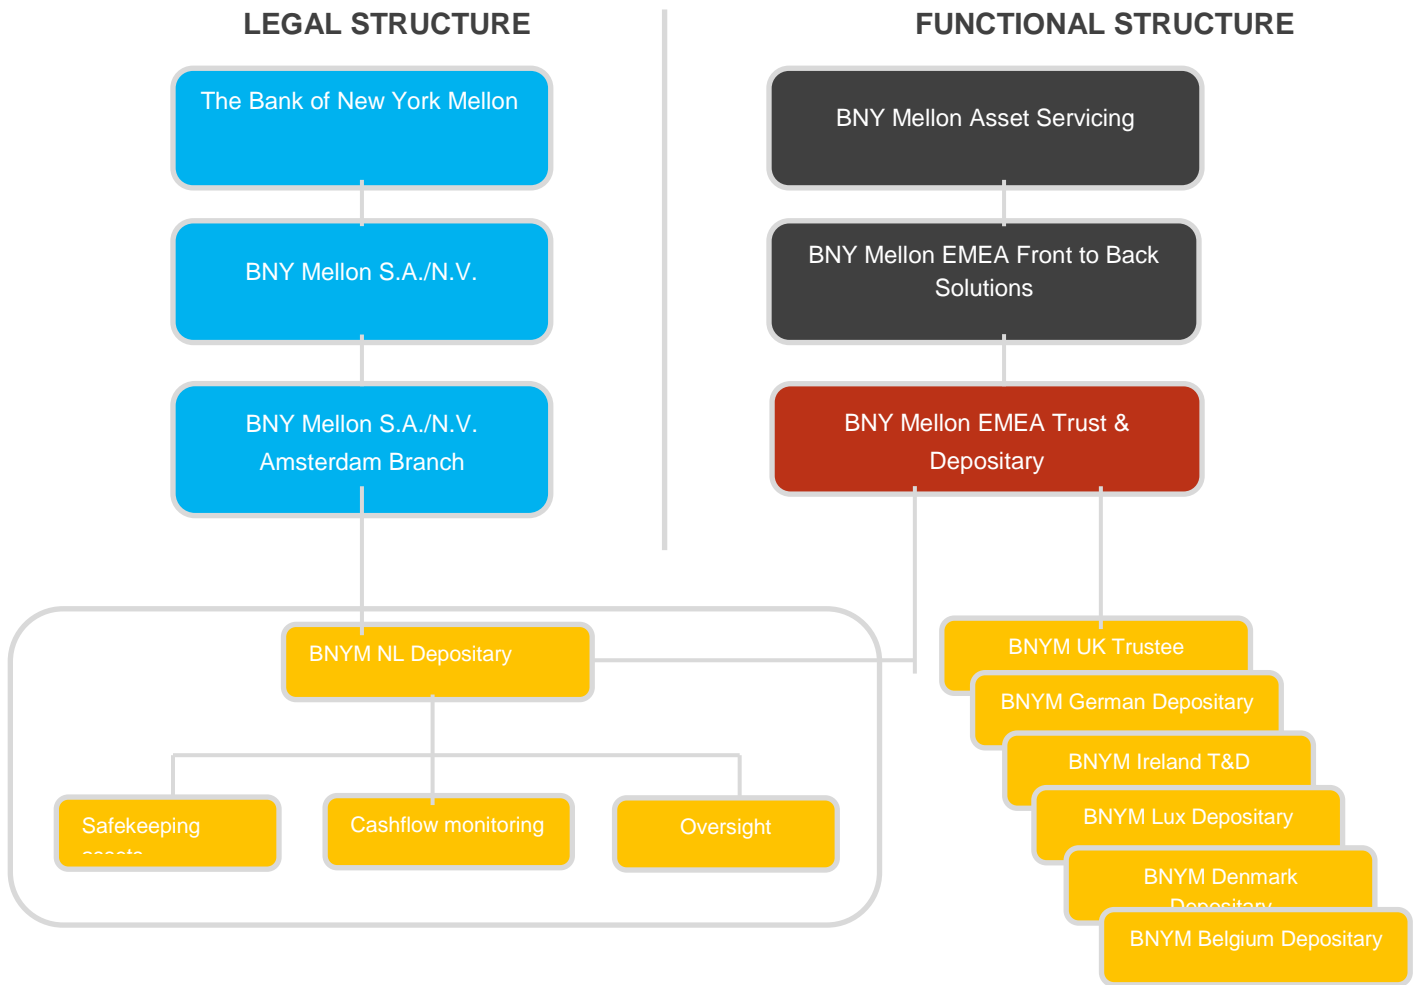 LEGAL STRUCTURE
FUNCTIONAL STRUCTURE
The Bank of New York Mellon
BNY Mellon S.A./N.V.
BNY Mellon S.A./N.V.
Amsterdam Branch
BNY Mellon Asset Servicing
BNY Mellon EMEA Front to Back
Solutions
BNY Mellon EMEA Trust &
Depositary
BNYM NL Depositary
Safekeeping
assets
Cashflow monitoring
Oversight
BNYM UK Trustee
BNYM German Depositary
BNYM Ireland T&D
BNYM Lux Depositary
BNYM Denmark
Depositary
BNYM Belgium Depositary